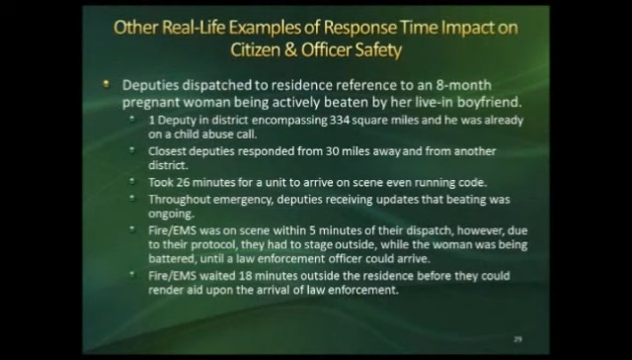 Other Real-Life Examples of Response Time Impact on
Citizen & Officer Safety
Deputies dispatched to residence reference to an 8-month
pregnant woman being actively beaten by her live-in boyfriend.
1 Deputy in district encompassing 334 square miles and he was already
on a child abuse call.
Closest deputies responded from 30 miles away and from another
district.
Took 26 minutes for a unit to arrive on scene even running code.
Throughout emergency, deputies receiving updates that beating was
ongoing.
Fire/EMS was on scene within 5 minutes of their dispatch, however, due
to their protocol, they had to stage outside, while the woman was being
battered, until a law enforcement officer could arrive.
Fire/EMS waited 18 minutes outside the residence before they could
render aid upon the arrival of law enforcement.
29